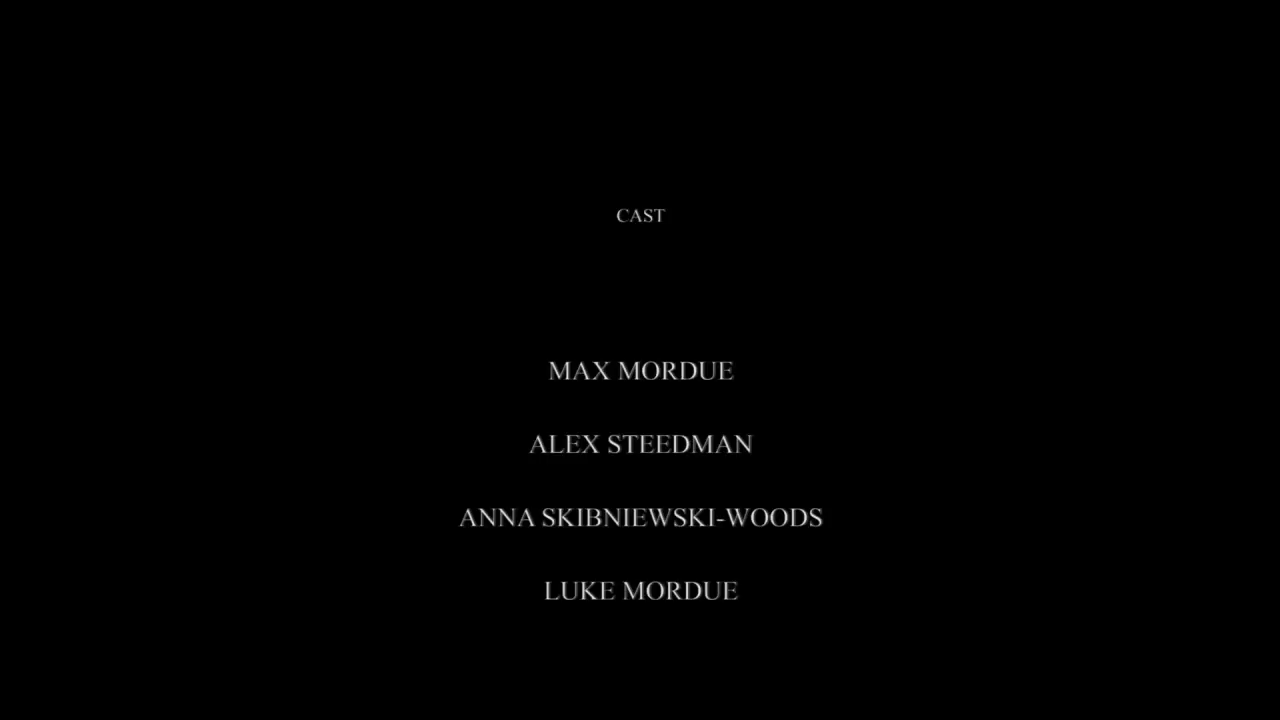 CAST
MAX MORDUE
ALEX STEEDMAN
ANNA SKIBNIEWSKI-WOODS
LUKE MORDUE